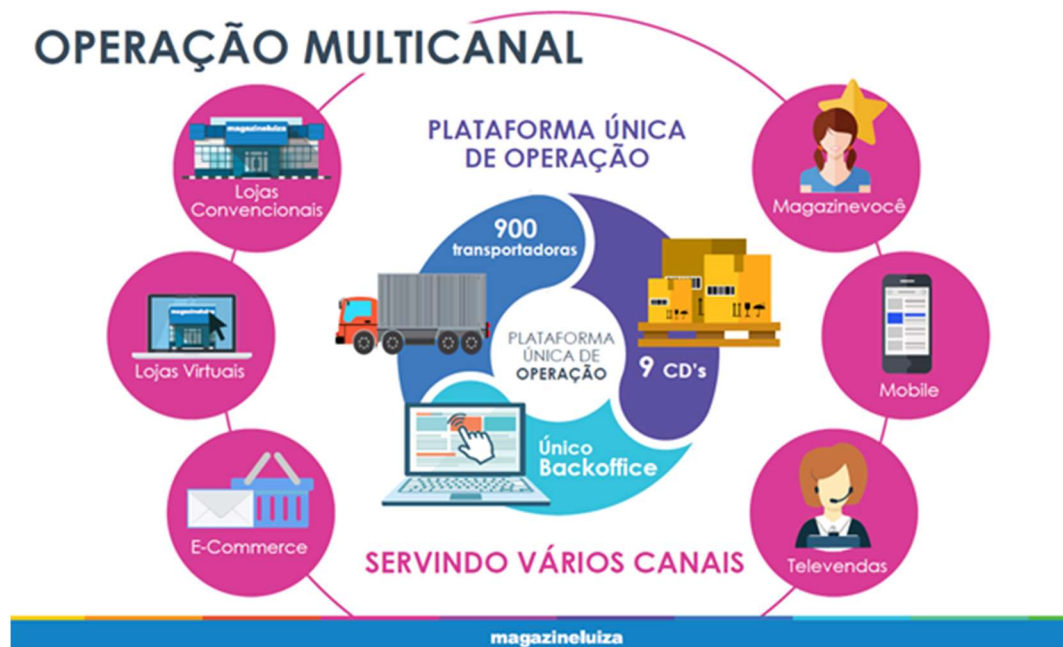 OPERAÇÃO MULTICANAL
magazineluiza
Lojas
Convencionais
PLATAFORMA ÚNICA
DE OPERAÇÃO
Magazinevocê
900
transportadoras
magazineluiza
Lojas Virtuais
PLATAFORMA
ÚNICA DE
OPERAÇÃO
9 CD's
Mobile
Único
Backoffice
E-Commerce
SERVINDO VÁRIOS CANAIS
Televendas
magazineluiza